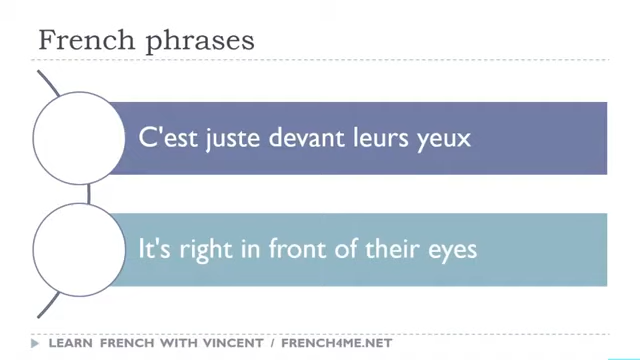 French phrases
C'est juste devant leurs yeux
It's right in front of their eyes
LEARN FRENCH WITH VINCENT / FRENCH4ME.NET